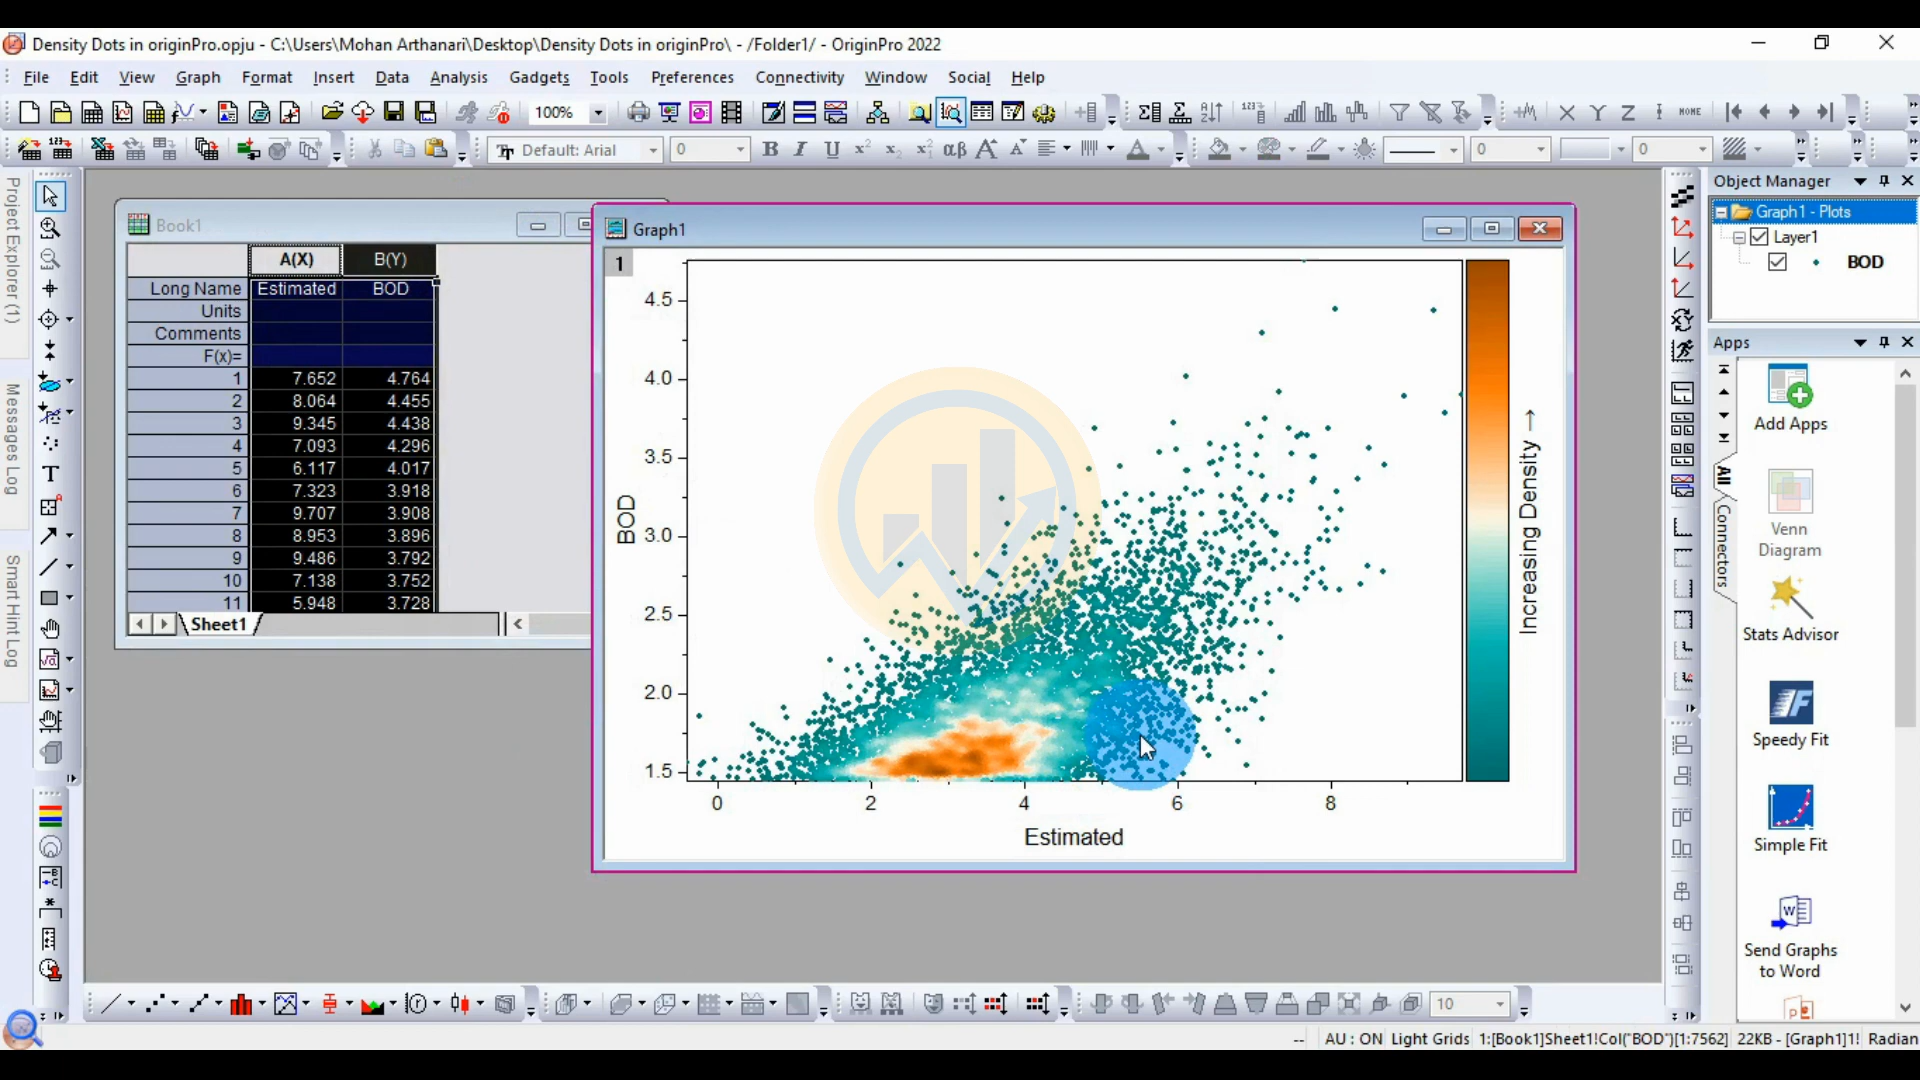 Density Dots in originPro.opju - C:\Users\Mohan Arthanari\Desktop\Density Dots in originPro\ - /Folder1/ - OriginPro 2022
File Edit View Graph Format Insert Data Analysis Gadgets Tools Preferences Connectivity Window Social Help
100%
HOME
Default: Arial 0 B I U αβ A A 0 0
Project Explorer (1)
Messages Log
Smart Hint Log
Book1
A(X) B(Y)
Long Name Estimated BOD
Units
Comments
F(x)=
1 7.652 4.764
2 8.064 4.455
3 9.345 4.438
4 7.093 4.296
5 6.117 4.017
6 7.323 3.918
7 9.707 3.908
8 8.953 3.896
9 9.486 3.792
10 7.138 3.752
11 5.948 3.728
Sheet1
Graph1
1
4.5
4.0
3.5
3.0
2.5
2.0
1.5
BOD
0 2 4 6 8
Estimated
Increasing Density →
Object Manager
Graph1 - Plots
Layer1
BOD
Apps
All
Connectors
Add Apps
Venn
Diagram
Stats Advisor
Speedy Fit
Simple Fit
Send Graphs
to Word
10
-- AU : ON Light Grids 1:[Book1]Sheet1!Col("BOD")[1:7562] 22KB - [Graph1]1! Radian